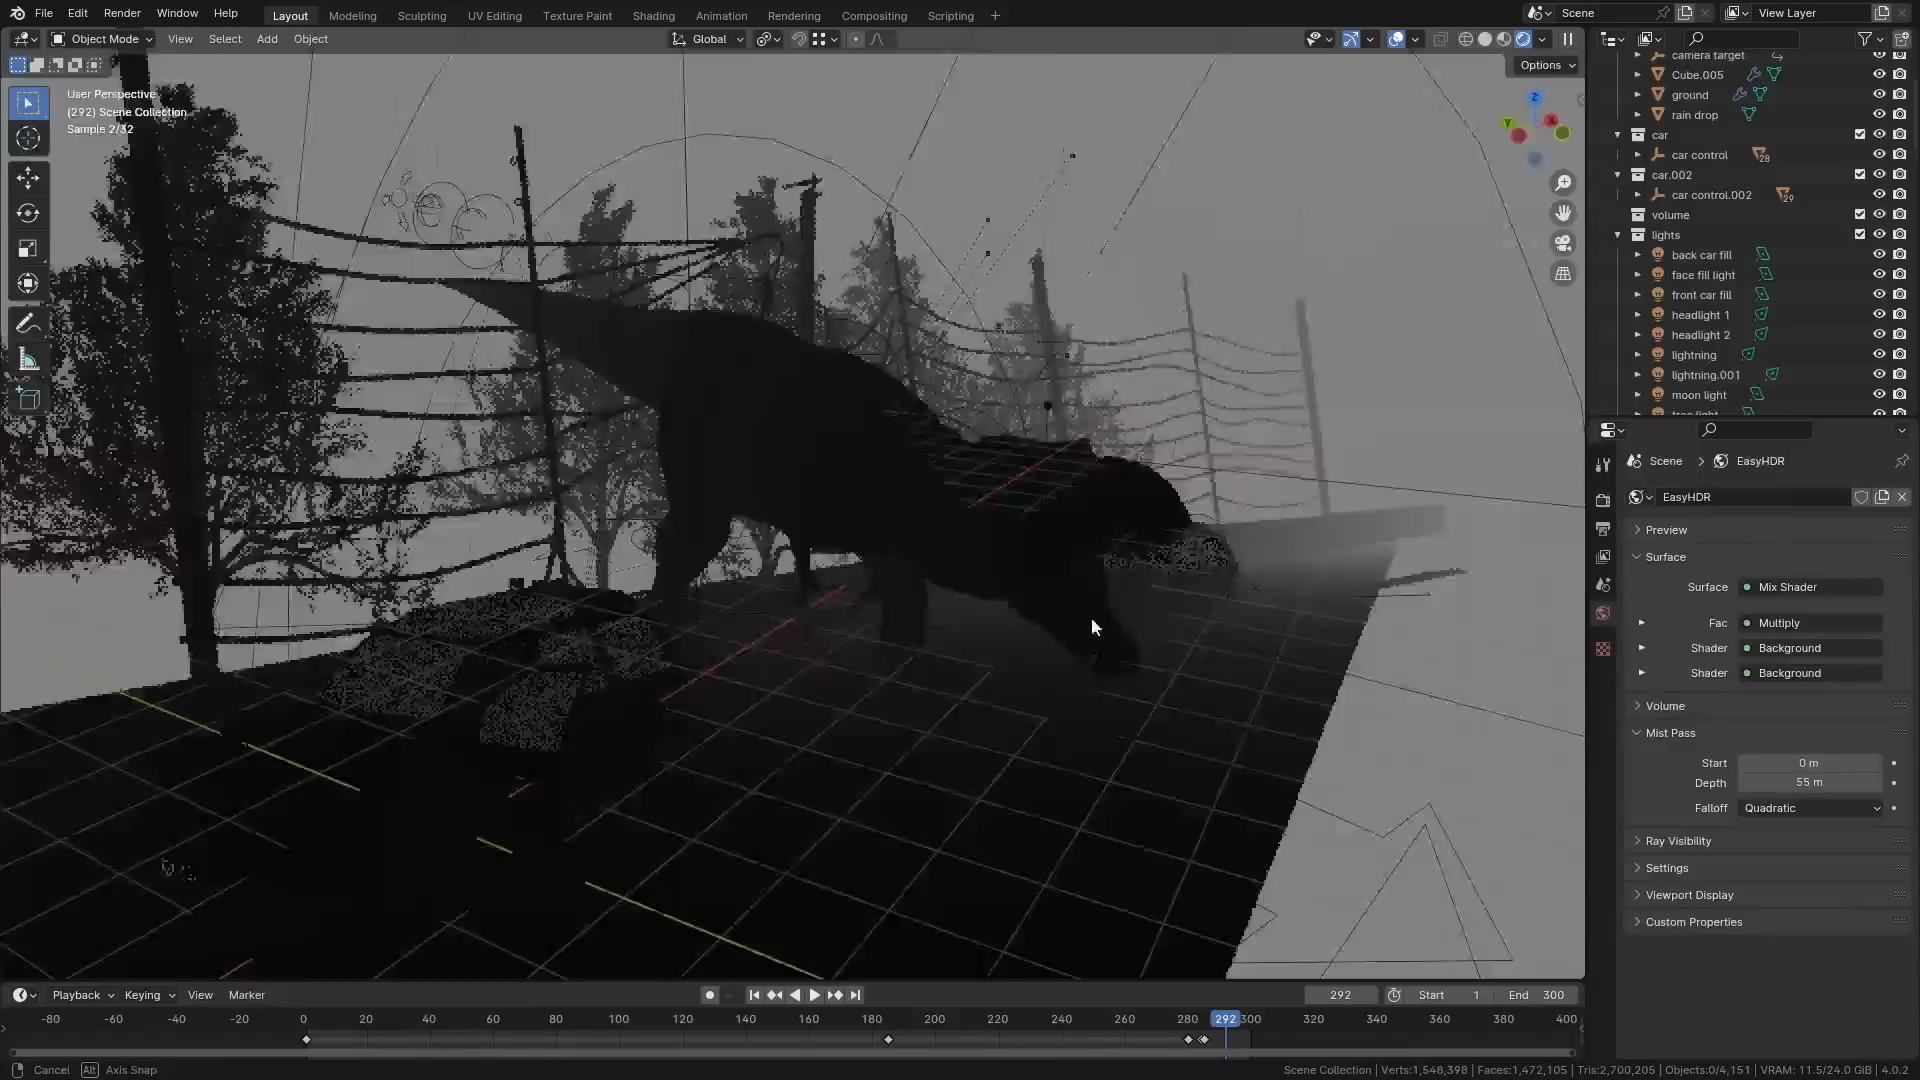 File Edit Render Window Help
Layout Modeling Sculpting UV Editing Texture Paint Shading Animation Rendering Compositing Scripting +
Scene
View Layer
Object Mode View Select Add Object
Global
Options
User Perspective
(292) Scene Collection
Sample 2/32
Z
Y
X
camera target
Cube.005
ground
rain drop
car
car control 28
car.002
car control.002 29
volume
lights
back car fill
face fill light
front car fill
headlight 1
headlight 2
lightning
lightning.001
moon light
tree light
Scene > EasyHDR
EasyHDR
Preview
Surface
Surface Mix Shader
Fac Multiply
Shader Background
Shader Background
Volume
Mist Pass
Start 0 m
Depth 55 m
Falloff Quadratic
Ray Visibility
Settings
Viewport Display
Custom Properties
Playback Keying View Marker
292 Start 1 End 300
-80 -60 -40 -20 0 20 40 60 80 100 120 140 160 180 200 220 240 260 280 292 300 320 340 360 380 400
Cancel Alt Axis Snap
Scene Collection | Verts:1,548,398 | Faces:1,472,105 | Tris:2,700,205 | Objects:0/4,151 | VRAM: 11.5/24.0 GiB | 4.0.2